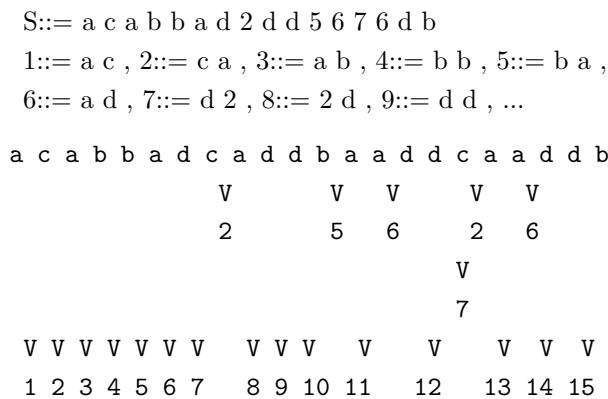 S::= a c a b b a d 2 d d 5 6 7 6 d b
1::= a c , 2::= c a , 3::= a b , 4::= b b , 5::= b a ,
6::= a d , 7::= d 2 , 8::= 2 d , 9::= d d , ...
a c a b b a d c a d d b a a d d c a a d d b
V V V V V
2 5 6 2 6
V
7
V V V V V V V V V V V V V V V
1 2 3 4 5 6 7 8 9 10 11 12 13 14 15